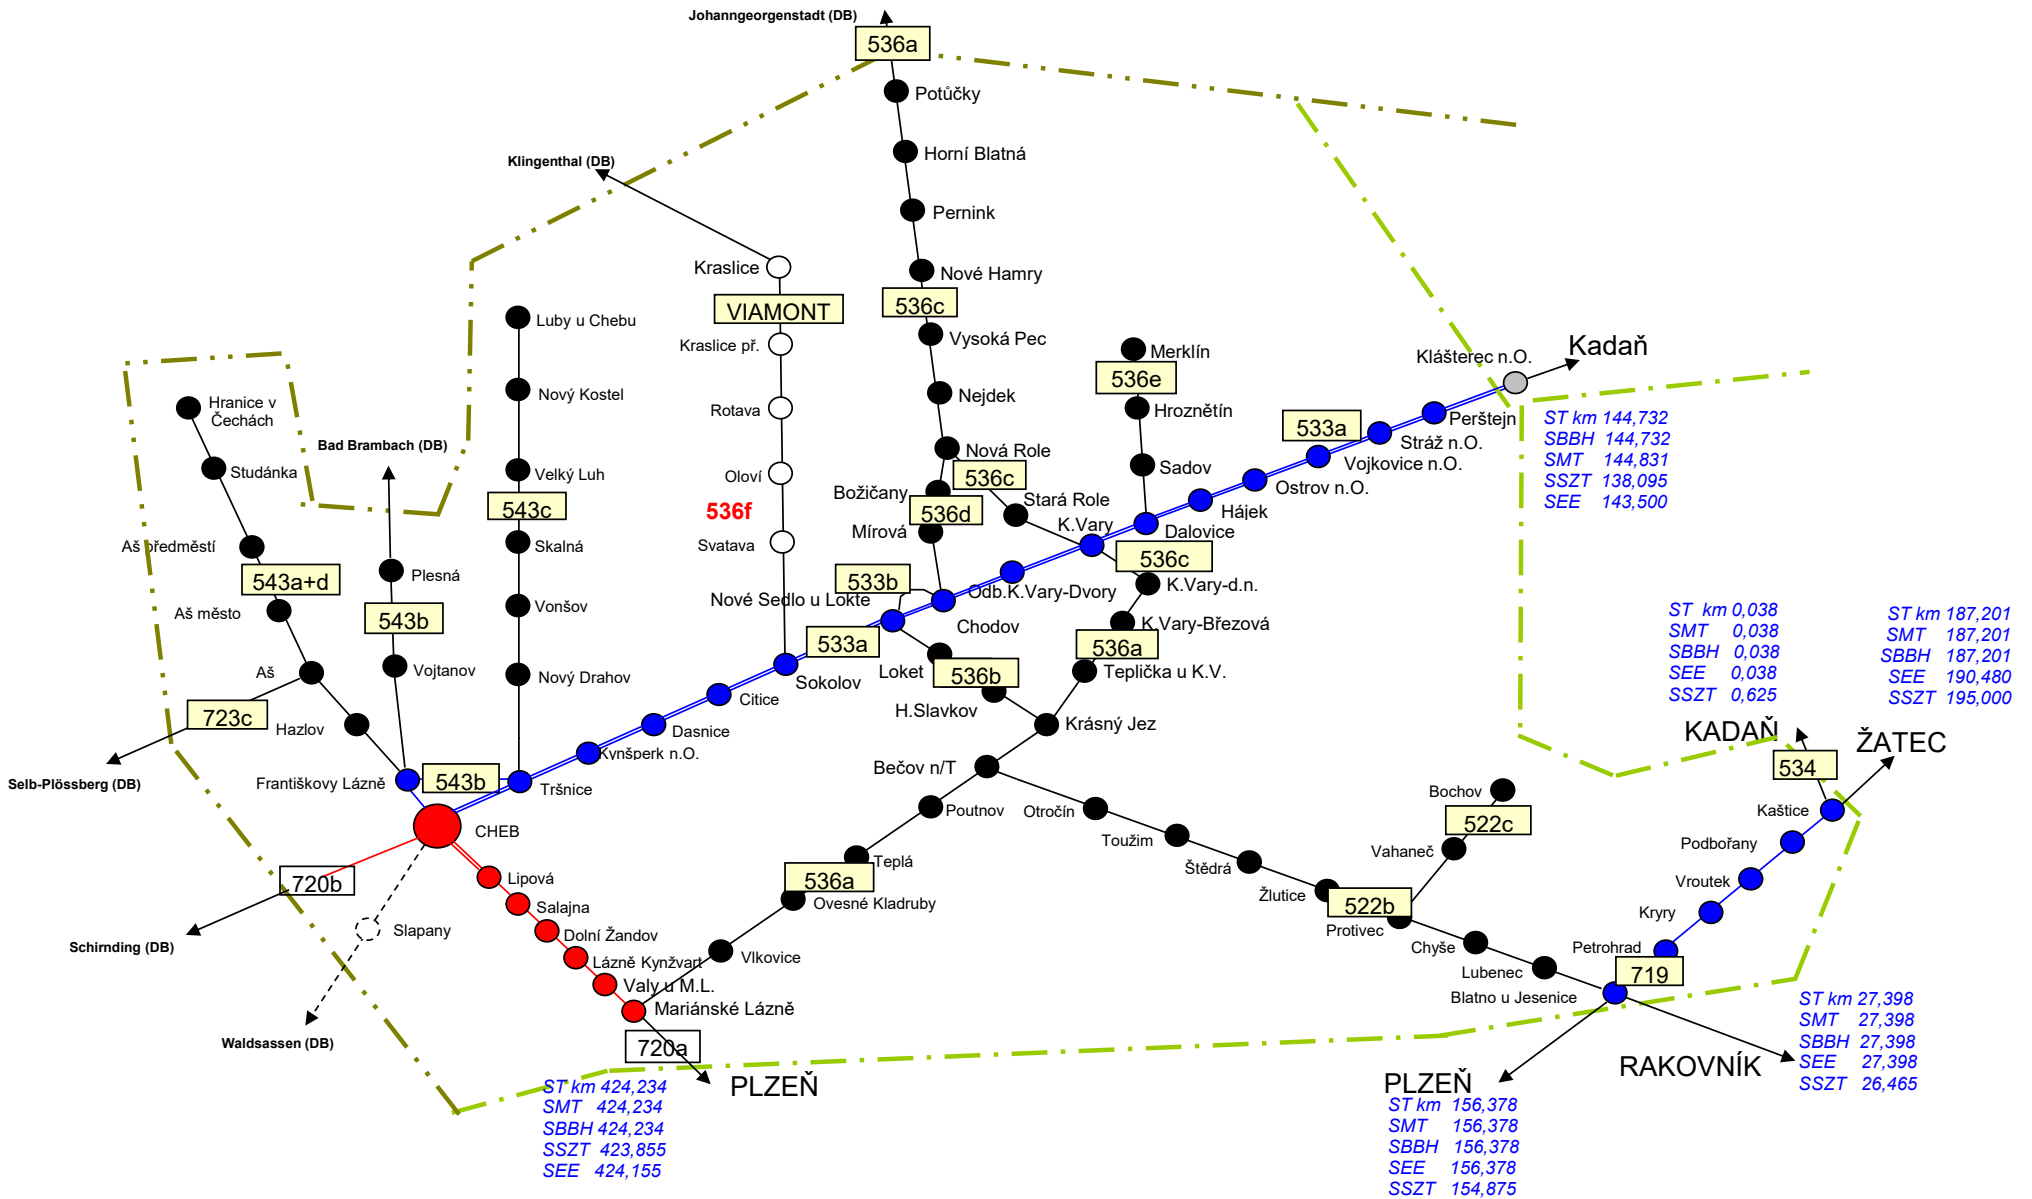 Johanngeorgenstadt (DB)
536a
Potůčky
Horní Blatná
Klingenthal (DB)
Pernink
Kraslice
Nové Hamry
VIAMONT
536c
Luby u Chebu
Kraslice př.
Vysoká Pec
Merklín
Klášterec n.O.
Kadaň
536e
Nový Kostel
Nejdek
Hranice v
Čechách
Rotava
Hroznětín
533a
Perštejn
ST km 144,732
SBBH 144,732
SMT 144,831
SSZT 138,095
SEE 143,500
Bad Brambach (DB)
Stráž n.O.
Nová Role
Vojkovice n.O.
Studánka
Velký Luh
Oloví
536c
Sadov
Ostrov n.O.
Božičany
Stará Role
543c
536f
536d
Hájek
K.Vary
Mírová
Dalovice
Aš předměstí
Skalná
Svatava
536c
543a+d
Plesná
533b
K.Vary-d.n.
Odb.K.Vary-Dvory
Nové Sedlo u Lokte
Aš město
543b
Vonšov
Chodov
K.Vary-Březová
533a
536a
ST km 0,038
SMT 0,038
SBBH 0,038
SEE 0,038
SSZT 0,625
ST km 187,201
SMT 187,201
SBBH 187,201
SEE 190,480
SSZT 195,000
Aš
Vojtanov
Nový Drahov
Sokolov
Loket
536b
Teplička u K.V.
723c
Citice
H.Slavkov
Krásný Jez
Hazlov
Dasnice
KADAŇ
ŽATEC
Kynšperk n.O.
Bečov n/T
534
Selb-Plössberg (DB)
Františkovy Lázně
543b
Tršnice
Bochov
Kaštice
Poutnov
Otročín
522c
CHEB
Toužim
Podbořany
Vahaneč
Teplá
Štědrá
720b
Lipová
536a
Vroutek
Žlutice
Ovesné Kladruby
522b
Salajna
Kryry
Slapany
Protivec
Dolní Žandov
Schirnding (DB)
Chyše
Petrohrad
Vlkovice
Lázně Kynžvart
Lubenec
719
Valy u M.L.
Blatno u Jesenice
Mariánské Lázně
Waldsassen (DB)
720a
ST km 27,398
SMT 27,398
SBBH 27,398
SEE 27,398
SSZT 26,465
RAKOVNÍK
PLZEŇ
ST km 424,234
SMT 424,234
SBBH 424,234
SSZT 423,855
SEE 424,155
PLZEŇ
ST km 156,378
SMT 156,378
SBBH 156,378
SEE 156,378
SSZT 154,875